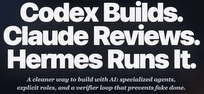 Codex Builds.
Claude Reviews.
Hermes Runs It.
A cleaner way to build with AI: specialized agents,
explicit roles, and a verifier loop that prevents fake done.